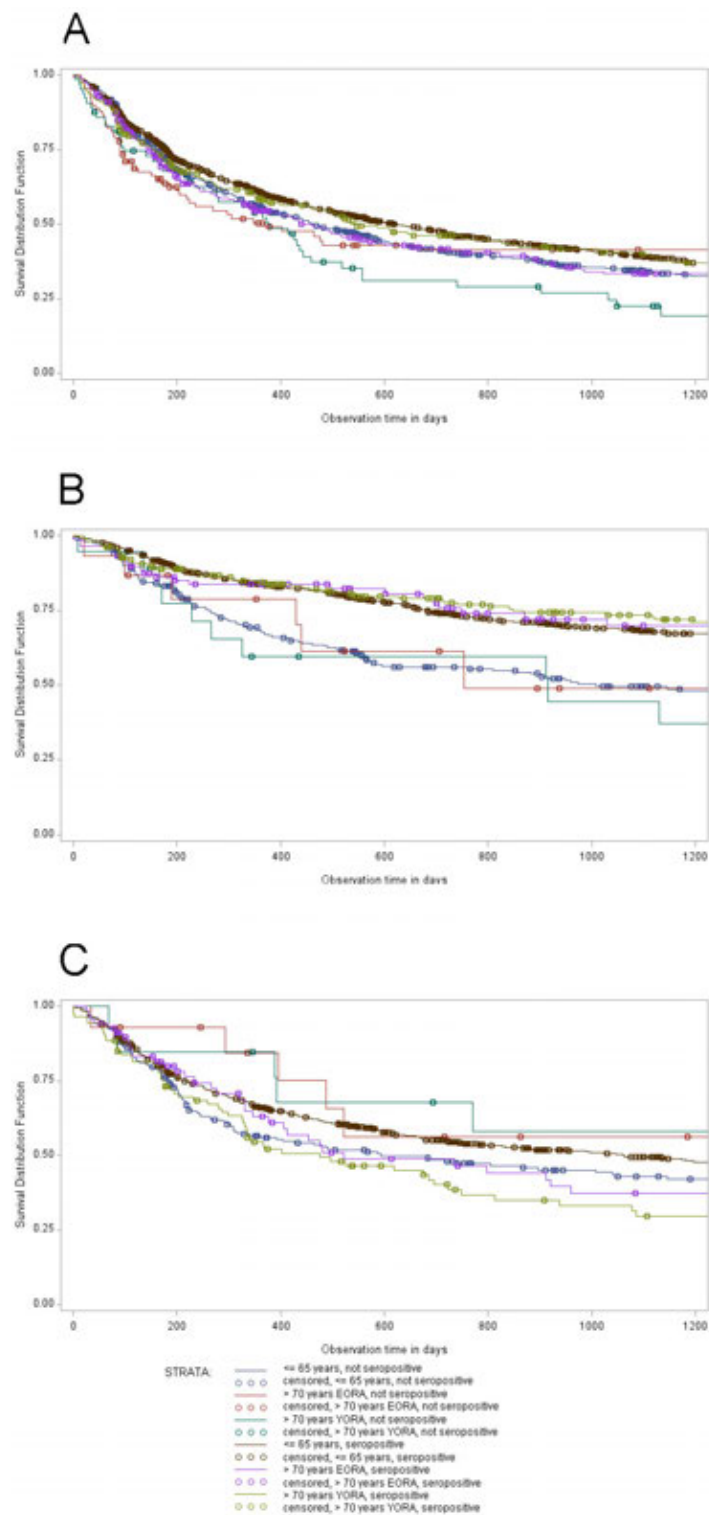 A
1.00
0.75
0.50
0.25
0.00
Survival Distribution Function
0 200 400 600 800 1000 1200
Observation time in days
B
1.00
0.75
0.50
0.25
0.00
Survival Distribution Function
0 200 400 600 800 1000 1200
Observation time in days
C
1.00
0.75
0.50
0.25
0.00
Survival Distribution Function
0 200 400 600 800 1000 1200
Observation time in days
STRATA: <= 65 years, not seropositive
censored, <= 65 years, not seropositive
> 70 years EORA, not seropositive
censored, > 70 years EORA, not seropositive
> 70 years YORA, not seropositive
censored, > 70 years YORA, not seropositive
<= 65 years, seropositive
censored, <= 65 years, seropositive
> 70 years EORA, seropositive
censored, > 70 years EORA, seropositive
> 70 years YORA, seropositive
censored, > 70 years YORA, seropositive